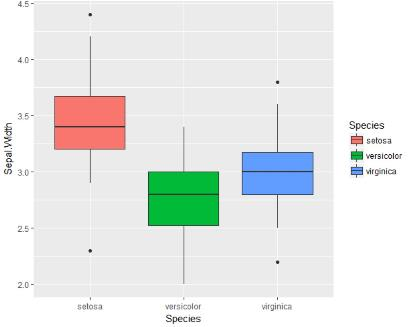 4.5
4.0
3.5
3.0
2.5
2.0
Sepal.Width
setosa
versicolor
virginica
Species
Species
setosa
versicolor
virginica